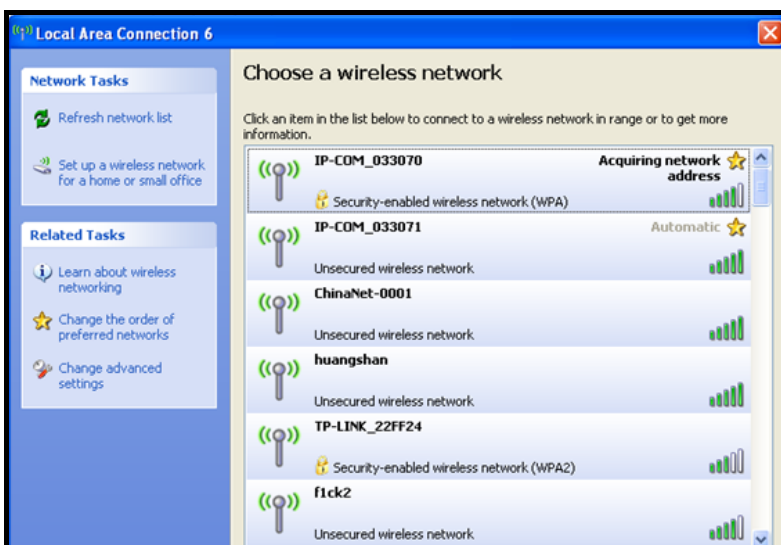 Local Area Connection 6
Network Tasks
Refresh network list
Set up a wireless network
for a home or small office
Related Tasks
Learn about wireless
networking
Change the order of
preferred networks
Change advanced
settings
Choose a wireless network
Click an item in the list below to connect to a wireless network in range or to get more
information.
IP-COM_033070
Acquiring network
address
Security-enabled wireless network (WPA)
IP-COM_033071
Automatic
Unsecured wireless network
ChinaNet-0001
Unsecured wireless network
huangshan
Unsecured wireless network
TP-LINK_22FF24
Security-enabled wireless network (WPA2)
f1ck2
Unsecured wireless network